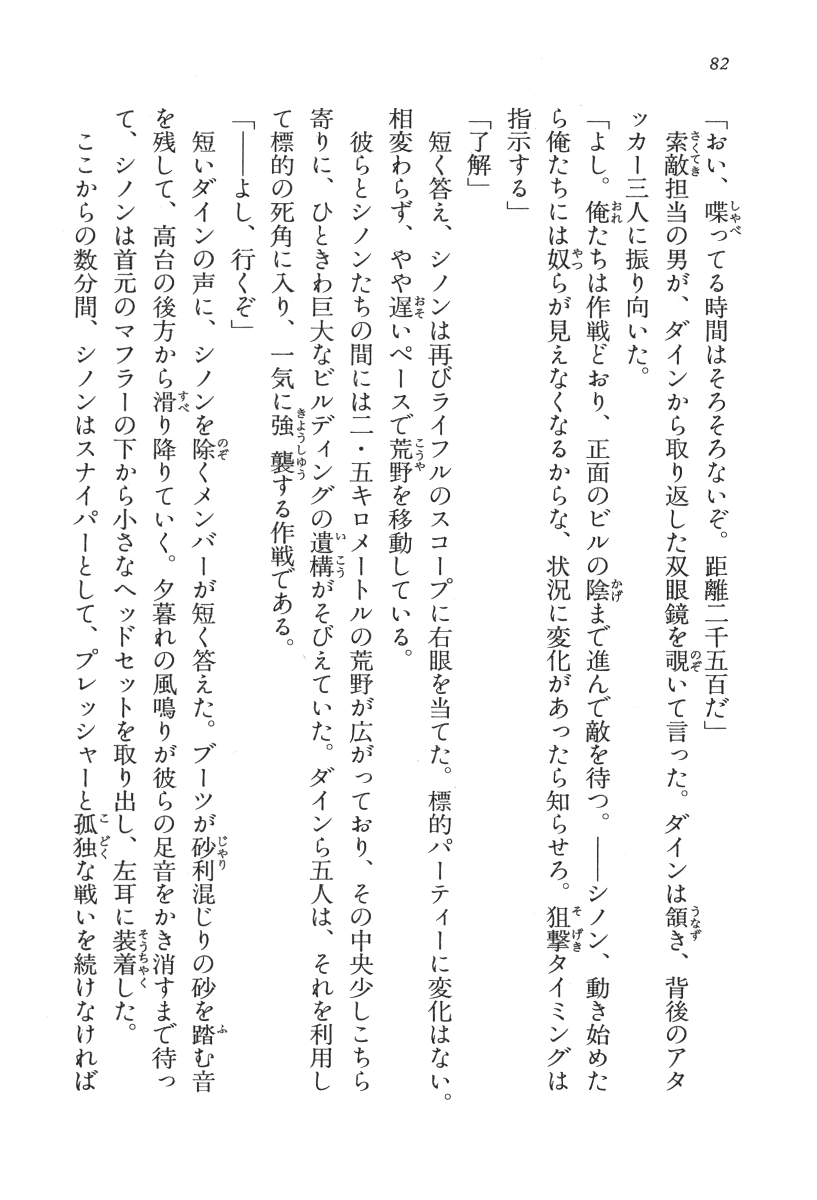 82
「おい、喋ってる時間はそろそろないぞ。距離二千五百だ」
索敵担当の男が、ダインから取り返した双眼鏡を覗いて言った。ダインは頷き、背後のアタ
ッカー三人に振り向いた。
「よし。俺たちは作戦どおり、正面のビルの陰まで進んで敵を待つ。――シノン、動き始めた
ら俺たちには奴らが見えなくなるからな、状況に変化があったら知らせろ。狙撃タイミングは
指示する」
「了解」
短く答え、シノンは再びライフルのスコープに右眼を当てた。標的パーティーに変化はない。
相変わらず、やや遅いペースで荒野を移動している。
彼らとシノンたちの間には二・五キロメートルの荒野が広がっており、その中央少しこちら
寄りに、ひときわ巨大なビルディングの遺構がそびえていた。ダインら五人は、それを利用し
て標的の死角に入り、一気に強襲する作戦である。
「――よし、行くぞ」
短いダインの声に、シノンを除くメンバーが短く答えた。ブーツが砂利混じりの砂を踏む音
を残して、高台の後方から滑り降りていく。夕暮れの風鳴りが彼らの足音をかき消すまで待っ
て、シノンは首元のマフラーの下から小さなヘッドセットを取り出し、左耳に装着した。
ここからの数分間、シノンはスナイパーとして、プレッシャーと孤独な戦いを続けなければ